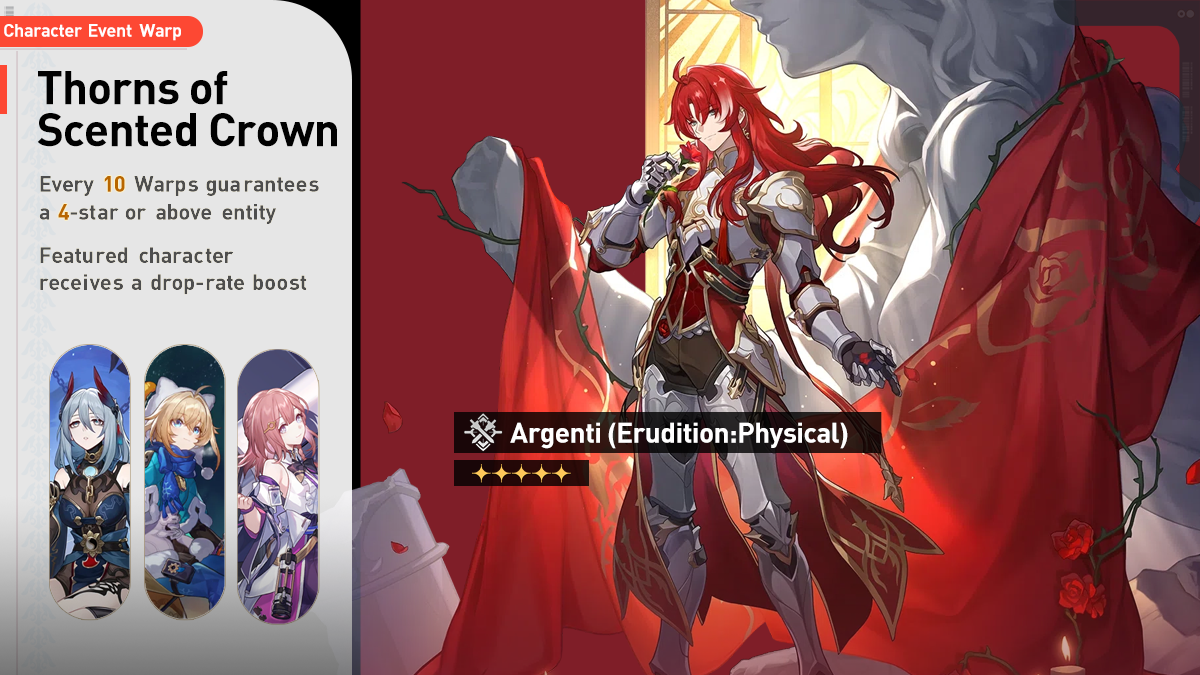 Character Event Warp
Thorns of
Scented Crown
Every 10 Warps guarantees
a 4-star or above entity
Featured character
receives a drop-rate boost
Argenti (Erudition:Physical)